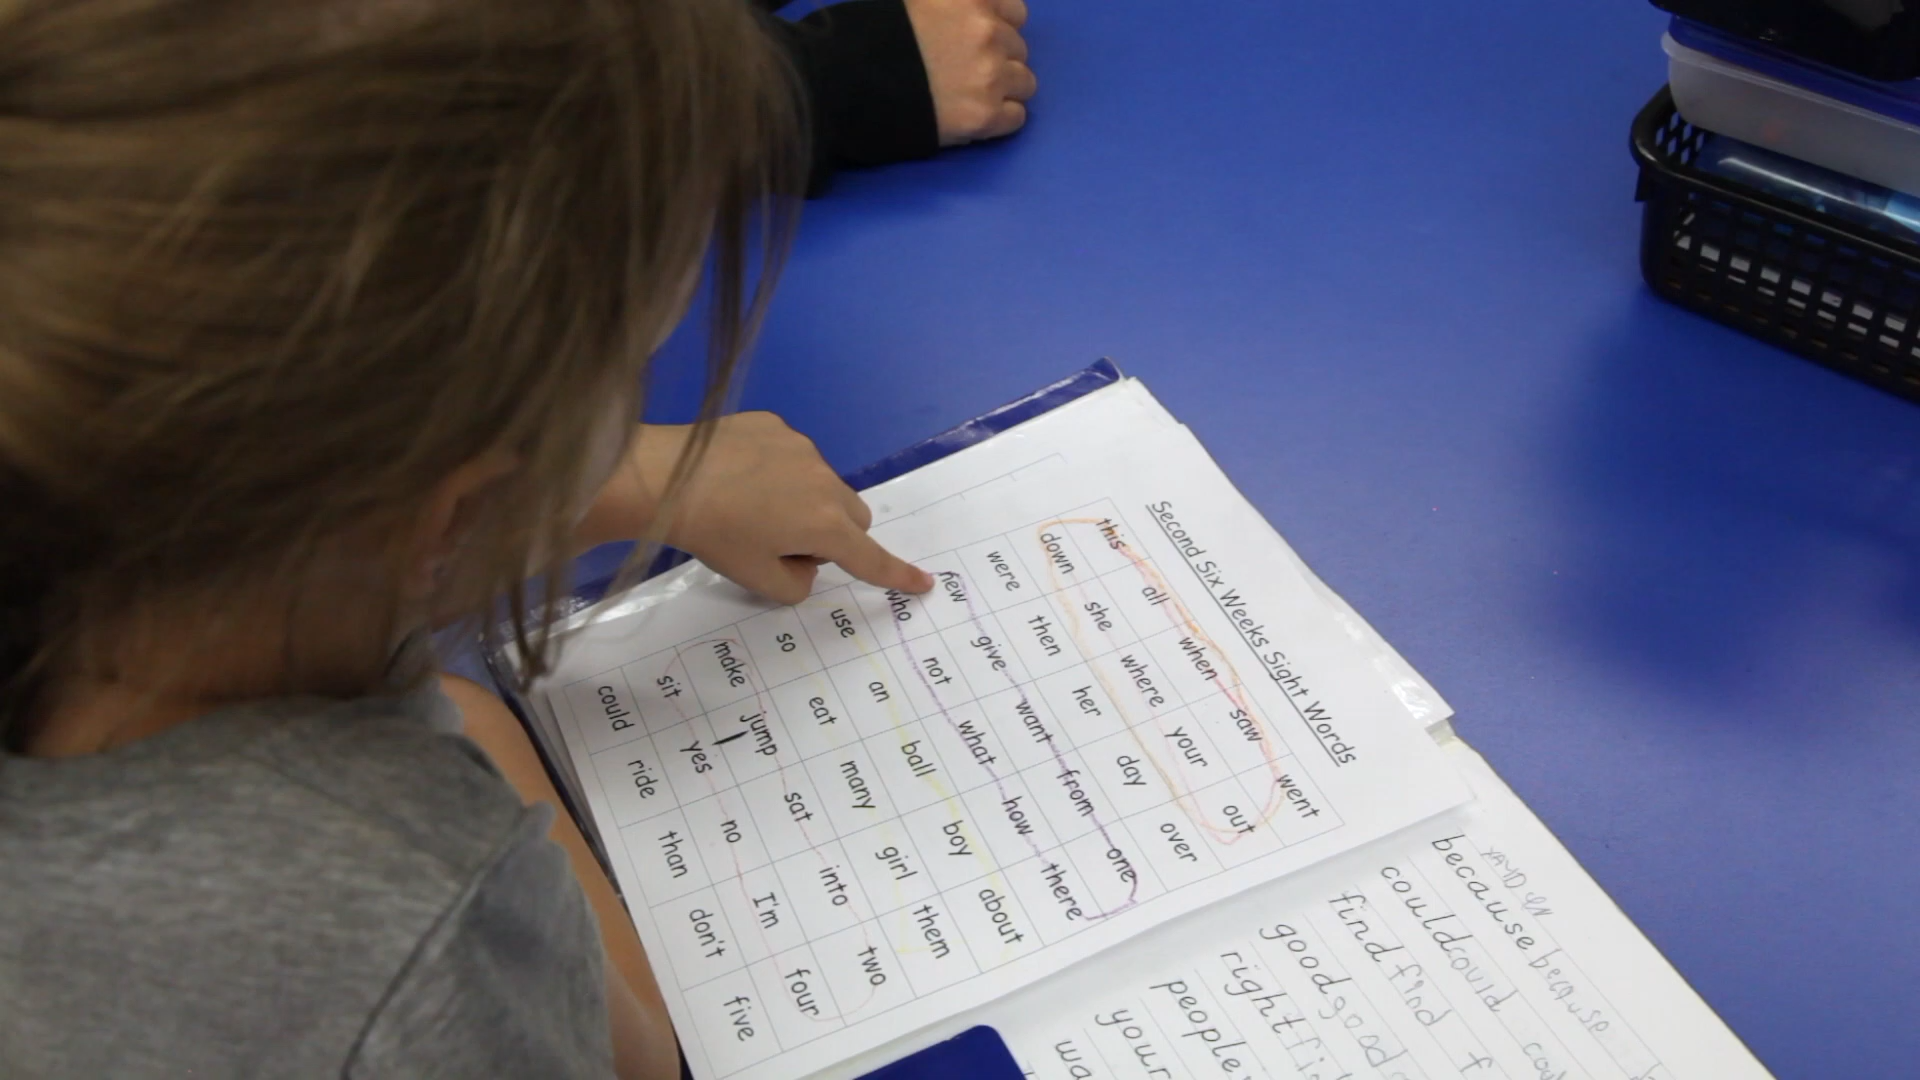 Second Six Weeks Sight Words
this all when saw went
down she where your out
were then her day over
new give want from one
who not what how there
use an ball boy about
so eat many girl them
make jump sat into two
sit yes no I'm four
could ride than don't five
because because
could could
find find
good good
right
people
your